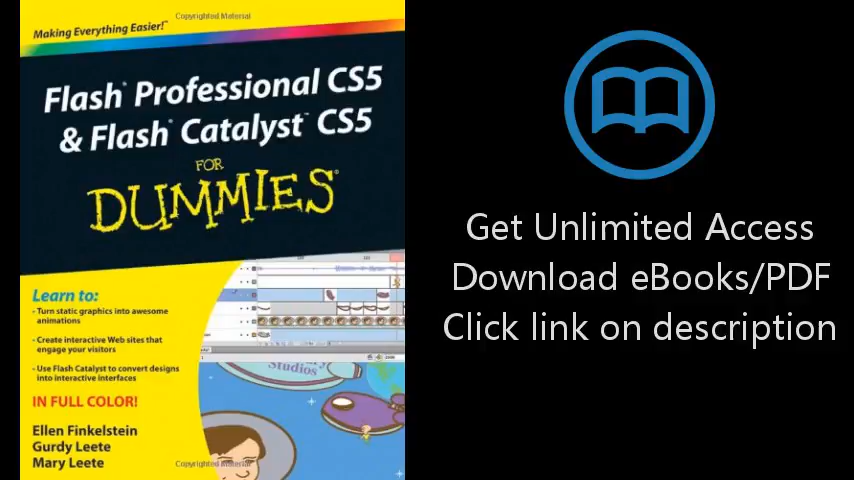 Copyrighted Material
Making Everything Easier!™
Flash® Professional CS5
& Flash® Catalyst™ CS5
FOR
DUMMIES®
Learn to:
• Turn static graphics into awesome
animations
• Create interactive Web sites that
engage your visitors
• Use Flash Catalyst to convert designs
into interactive interfaces
IN FULL COLOR!
Ellen Finkelstein
Gurdy Leete
Mary Leete
Studios
Copyrighted Material
Get Unlimited Access
Download eBooks/PDF
Click link on description